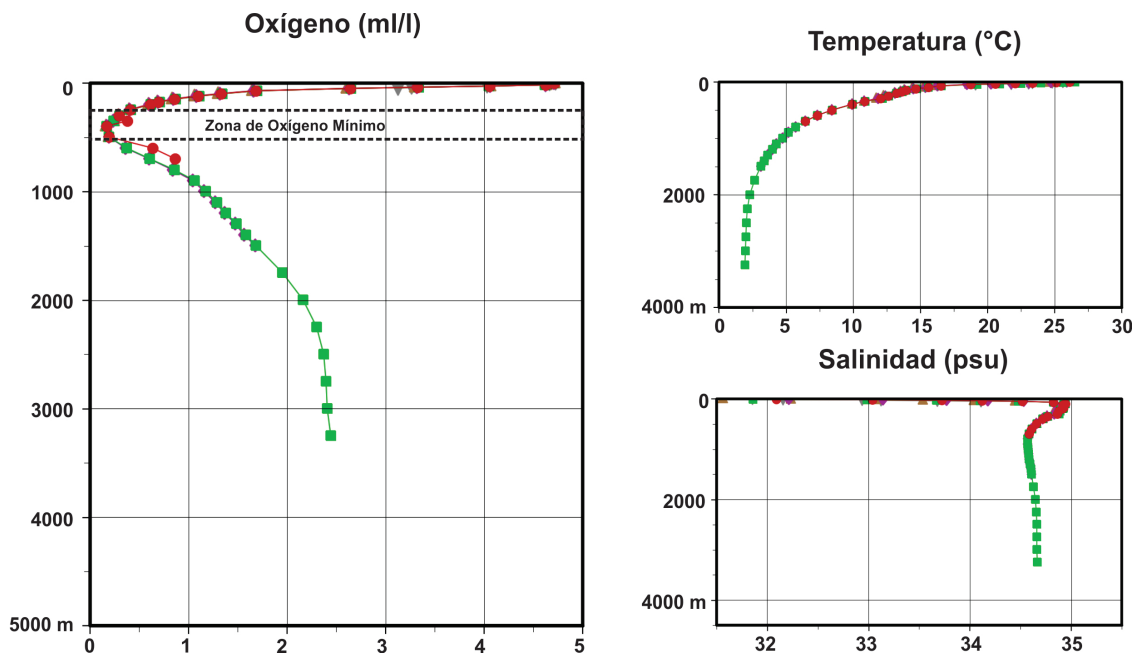 Oxígeno (ml/l)
0
Zona de Oxígeno Mínimo
1000
2000
3000
4000
5000 m
0 1 2 3 4 5
Temperatura (°C)
0
2000
4000 m
0 5 10 15 20 25 30
Salinidad (psu)
0
2000
4000 m
32 33 34 35